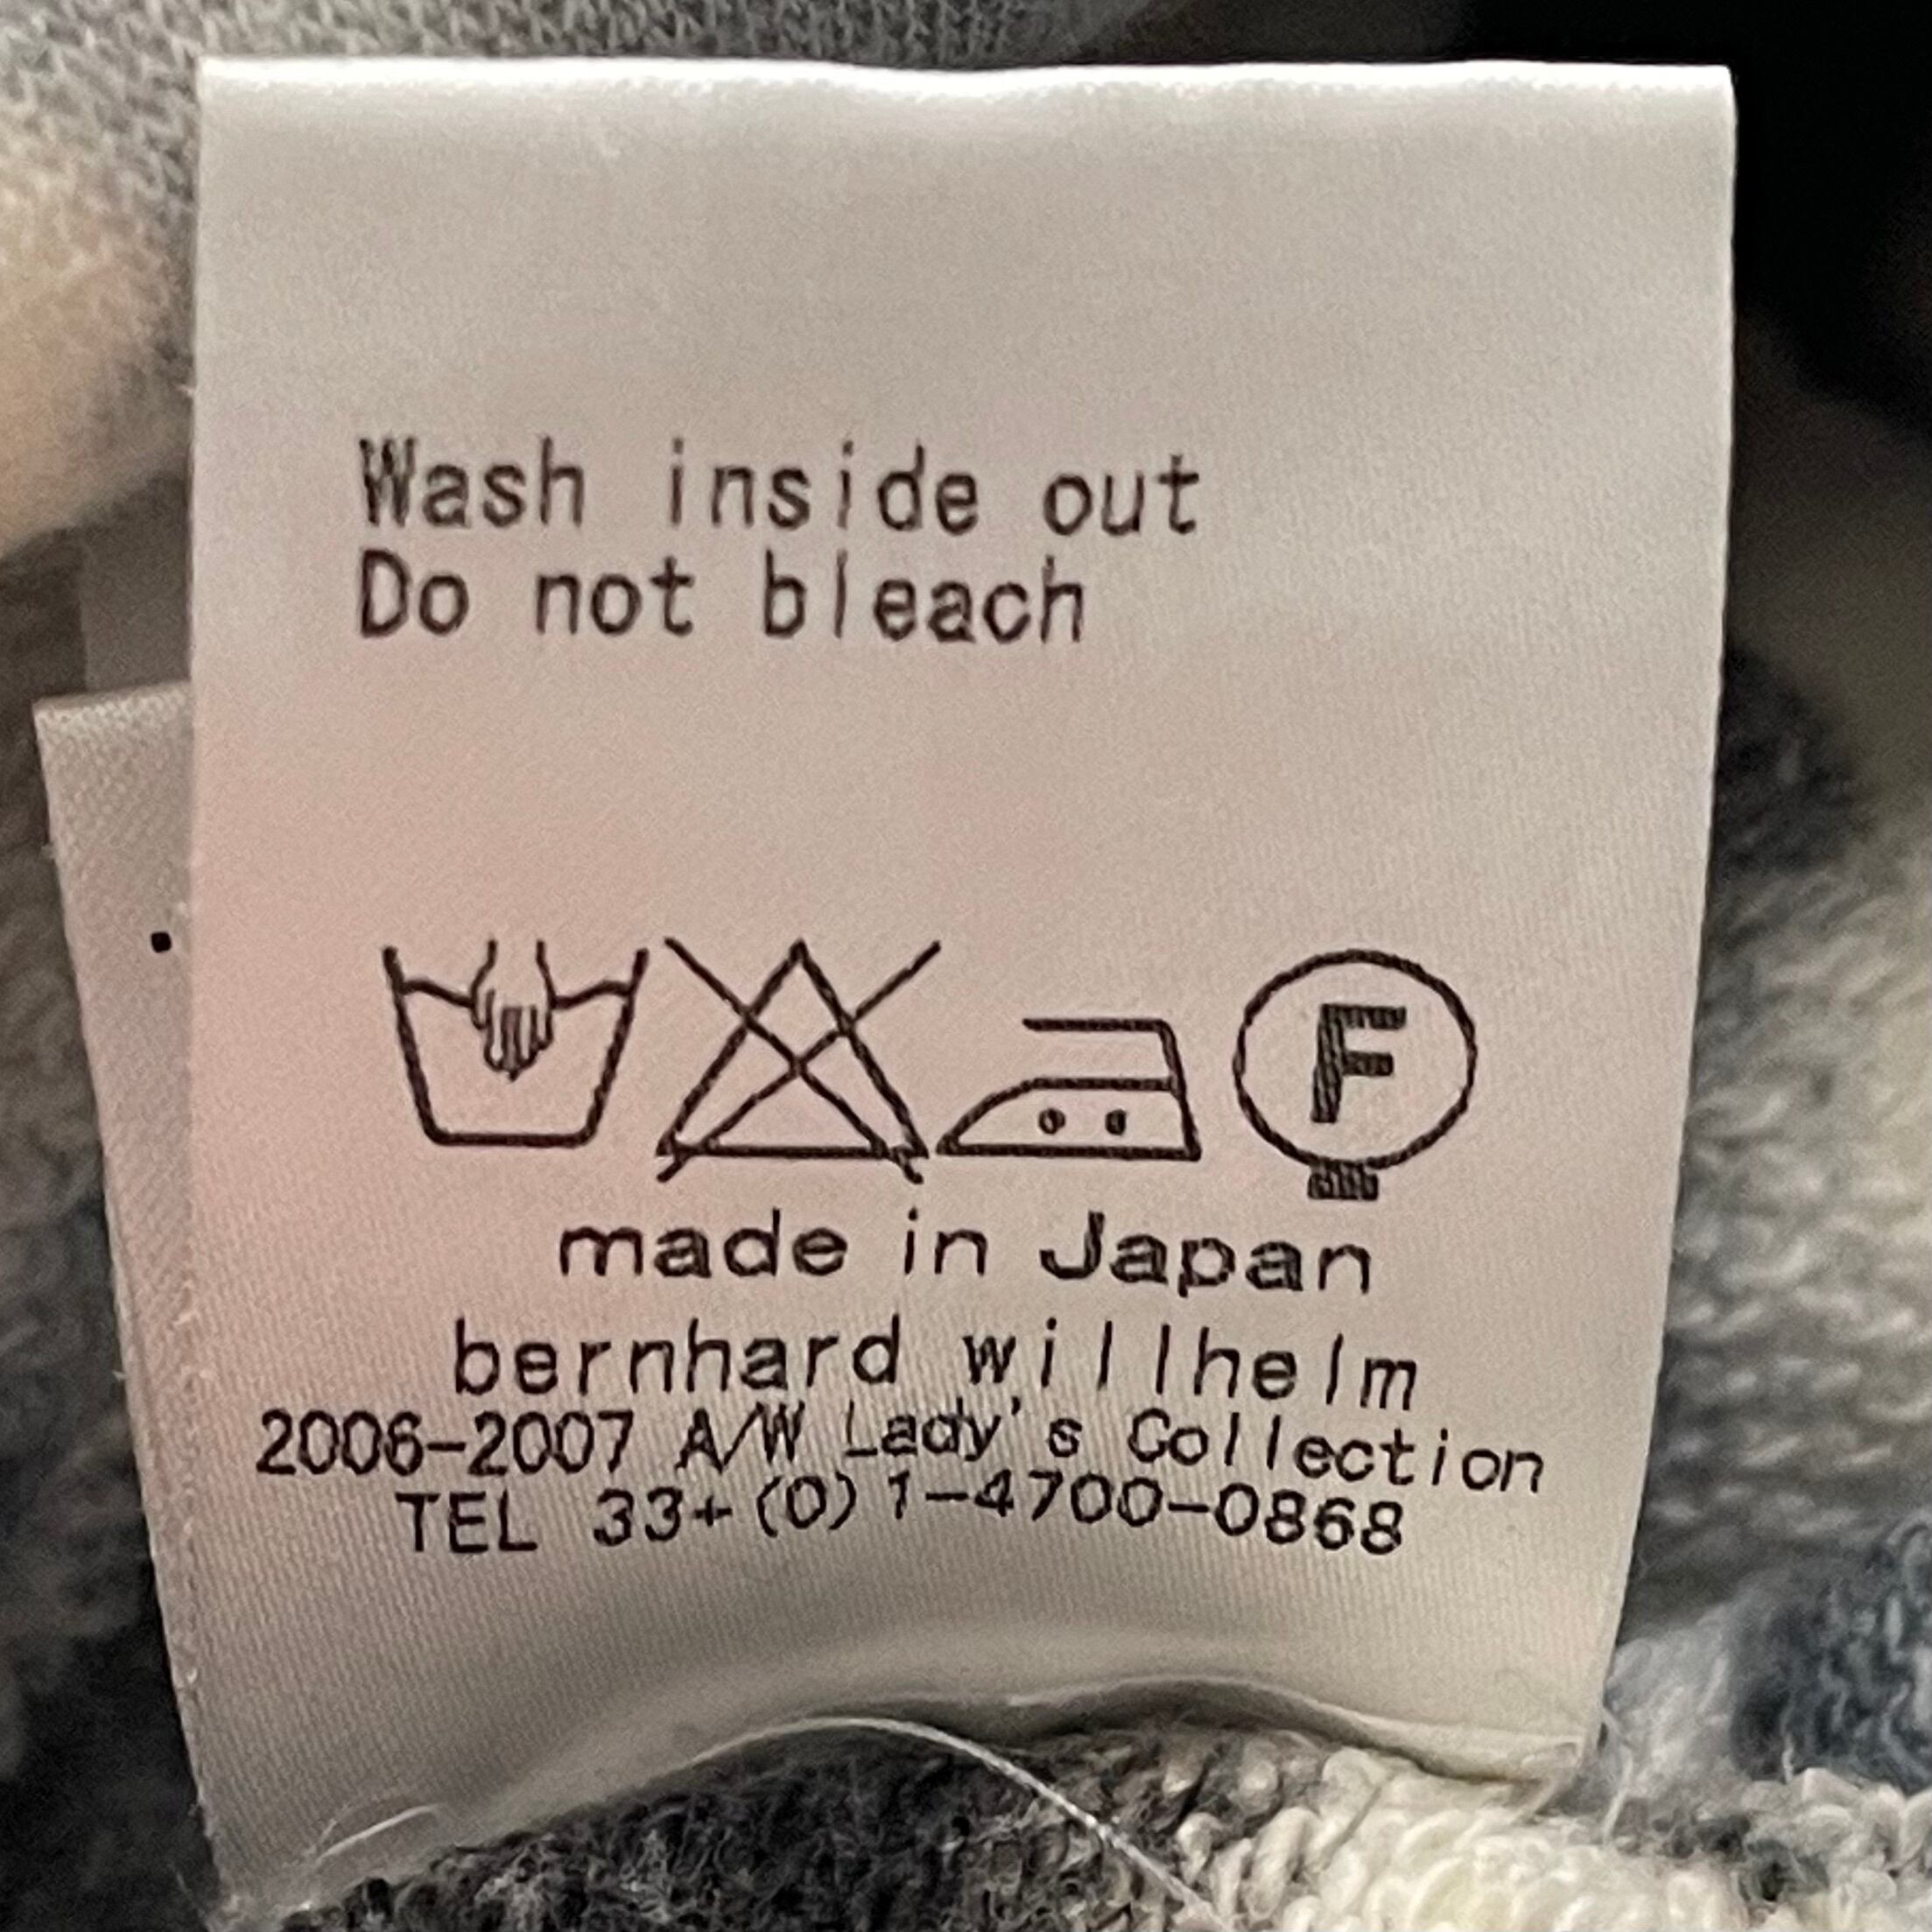 Wash inside out
Do not bleach
F
made in Japan
bernhard willhelm
2006-2007 A/W Lady's Collection
TEL 33+(0)1-4700-0868